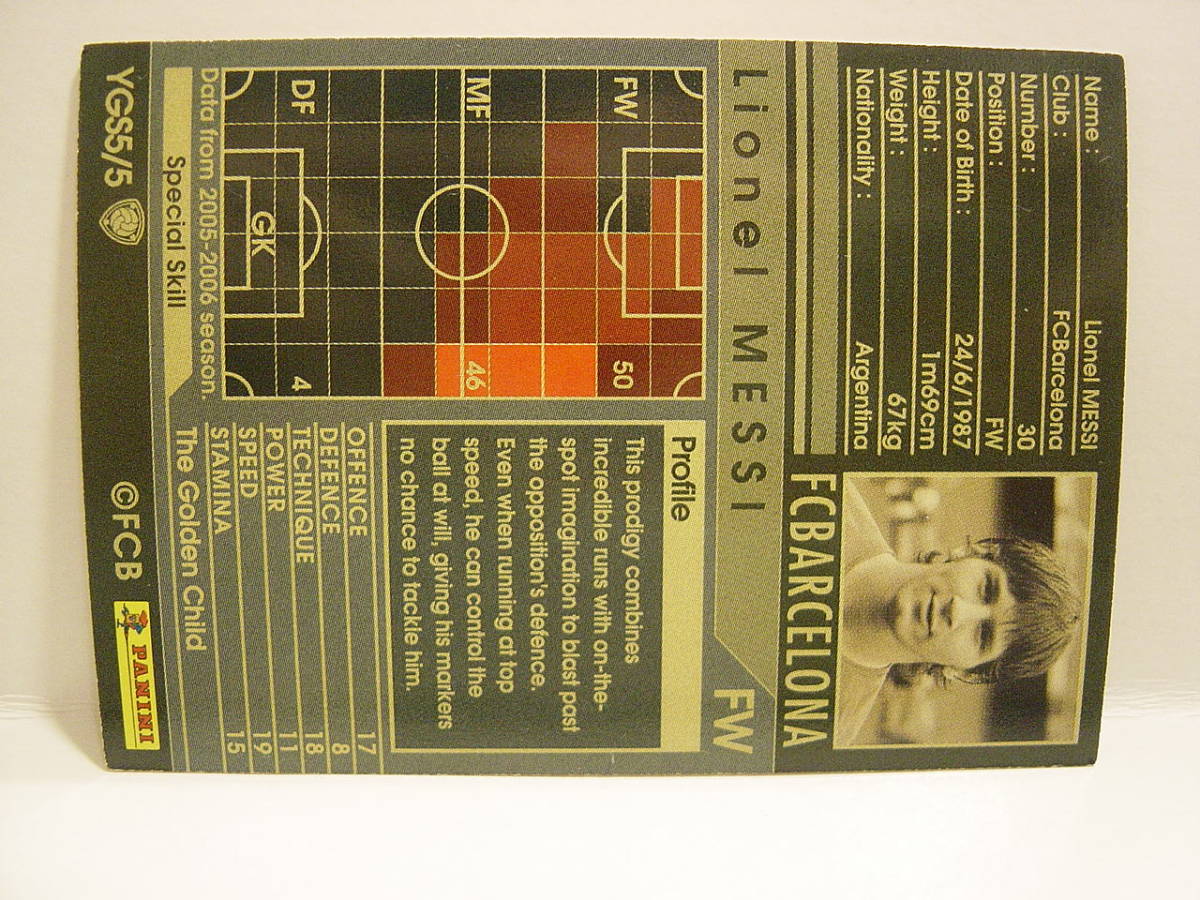 Name : Lionel MESSI
Club : FCBarcelona
Number : 30
Position : FW
Date of Birth : 24/6/1987
Height : 1m69cm
Weight : 67kg
Nationality : Argentina
FCBARCELONA
Lionel MESSI
FW
FW
50
MF
46
DF
4
GK
Data from 2005-2006 season.
Profile
This prodigy combines
incredible runs with on-the-
spot imagination to blast past
the opposition's defence.
Even when running at top
speed, he can control the
ball at will, giving his markers
no chance to tackle him.
OFFENCE 17
DEFENCE 8
TECHNIQUE 18
POWER 11
SPEED 19
STAMINA 15
Special Skill
The Golden Child
YGS5/5
©FCB
PANINI